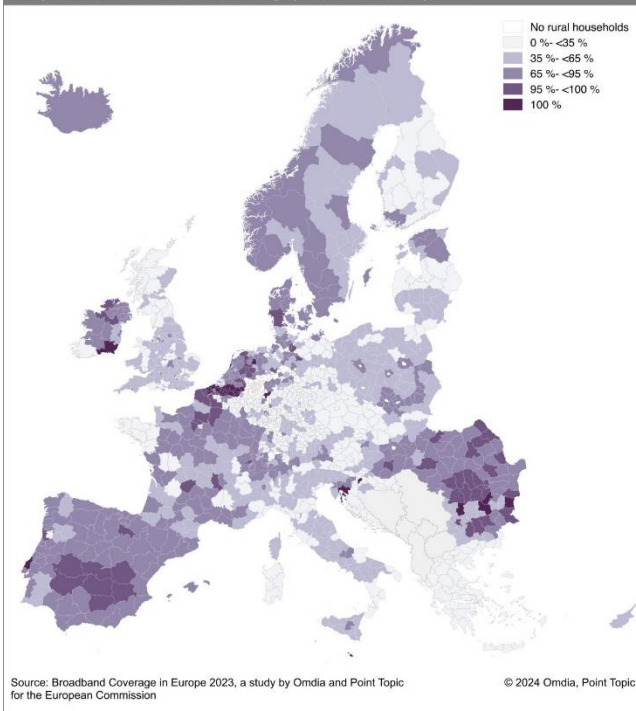 No rural households
0 %- <35 %
35 %- <65 %
65 %- <95 %
95 %- <100 %
100 %
Source: Broadband Coverage in Europe 2023, a study by Omdia and Point Topic
for the European Commission
© 2024 Omdia, Point Topic